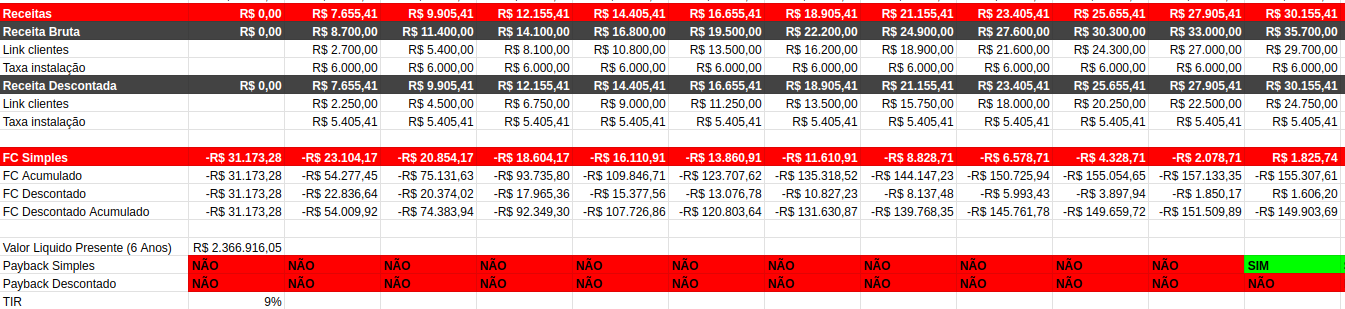 Receitas R$ 0,00 R$ 7.655,41 R$ 9.905,41 R$ 12.155,41 R$ 14.405,41 R$ 16.655,41 R$ 18.905,41 R$ 21.155,41 R$ 23.405,41 R$ 25.655,41 R$ 27.905,41 R$ 30.155,41
Receita Bruta R$ 0,00 R$ 8.700,00 R$ 11.400,00 R$ 14.100,00 R$ 16.800,00 R$ 19.500,00 R$ 22.200,00 R$ 24.900,00 R$ 27.600,00 R$ 30.300,00 R$ 33.000,00 R$ 35.700,00
Link clientes R$ 2.700,00 R$ 5.400,00 R$ 8.100,00 R$ 10.800,00 R$ 13.500,00 R$ 16.200,00 R$ 18.900,00 R$ 21.600,00 R$ 24.300,00 R$ 27.000,00 R$ 29.700,00
Taxa instalação R$ 6.000,00 R$ 6.000,00 R$ 6.000,00 R$ 6.000,00 R$ 6.000,00 R$ 6.000,00 R$ 6.000,00 R$ 6.000,00 R$ 6.000,00 R$ 6.000,00 R$ 6.000,00
Receita Descontada R$ 0,00 R$ 7.655,41 R$ 9.905,41 R$ 12.155,41 R$ 14.405,41 R$ 16.655,41 R$ 18.905,41 R$ 21.155,41 R$ 23.405,41 R$ 25.655,41 R$ 27.905,41 R$ 30.155,41
Link clientes R$ 2.250,00 R$ 4.500,00 R$ 6.750,00 R$ 9.000,00 R$ 11.250,00 R$ 13.500,00 R$ 15.750,00 R$ 18.000,00 R$ 20.250,00 R$ 22.500,00 R$ 24.750,00
Taxa instalação R$ 5.405,41 R$ 5.405,41 R$ 5.405,41 R$ 5.405,41 R$ 5.405,41 R$ 5.405,41 R$ 5.405,41 R$ 5.405,41 R$ 5.405,41 R$ 5.405,41 R$ 5.405,41
FC Simples -R$ 31.173,28 -R$ 23.104,17 -R$ 20.854,17 -R$ 18.604,17 -R$ 16.110,91 -R$ 13.860,91 -R$ 11.610,91 -R$ 8.828,71 -R$ 6.578,71 -R$ 4.328,71 -R$ 2.078,71 R$ 1.825,74
FC Acumulado -R$ 31.173,28 -R$ 54.277,45 -R$ 75.131,63 -R$ 93.735,80 -R$ 109.846,71 -R$ 123.707,62 -R$ 135.318,52 -R$ 144.147,23 -R$ 150.725,94 -R$ 155.054,65 -R$ 157.133,35 -R$ 155.307,61
FC Descontado -R$ 31.173,28 -R$ 22.836,64 -R$ 20.374,02 -R$ 17.965,36 -R$ 15.377,56 -R$ 13.076,78 -R$ 10.827,23 -R$ 8.137,48 -R$ 5.993,43 -R$ 3.897,94 -R$ 1.850,17 R$ 1.606,20
FC Descontado Acumulado -R$ 31.173,28 -R$ 54.009,92 -R$ 74.383,94 -R$ 92.349,30 -R$ 107.726,86 -R$ 120.803,64 -R$ 131.630,87 -R$ 139.768,35 -R$ 145.761,78 -R$ 149.659,72 -R$ 151.509,89 -R$ 149.903,69
Valor Liquido Presente (6 Anos) R$ 2.366.916,05
Payback Simples NÃO NÃO NÃO NÃO NÃO NÃO NÃO NÃO NÃO NÃO NÃO SIM
Payback Descontado NÃO NÃO NÃO NÃO NÃO NÃO NÃO NÃO NÃO NÃO NÃO NÃO
TIR 9%